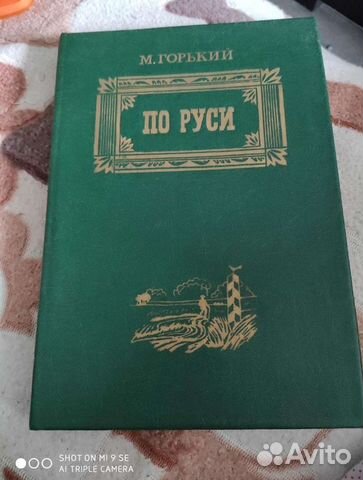 М. ГОРЬКИЙ
ПО РУСИ
SHOT ON MI 9 SE
AI TRIPLE CAMERA
Avito